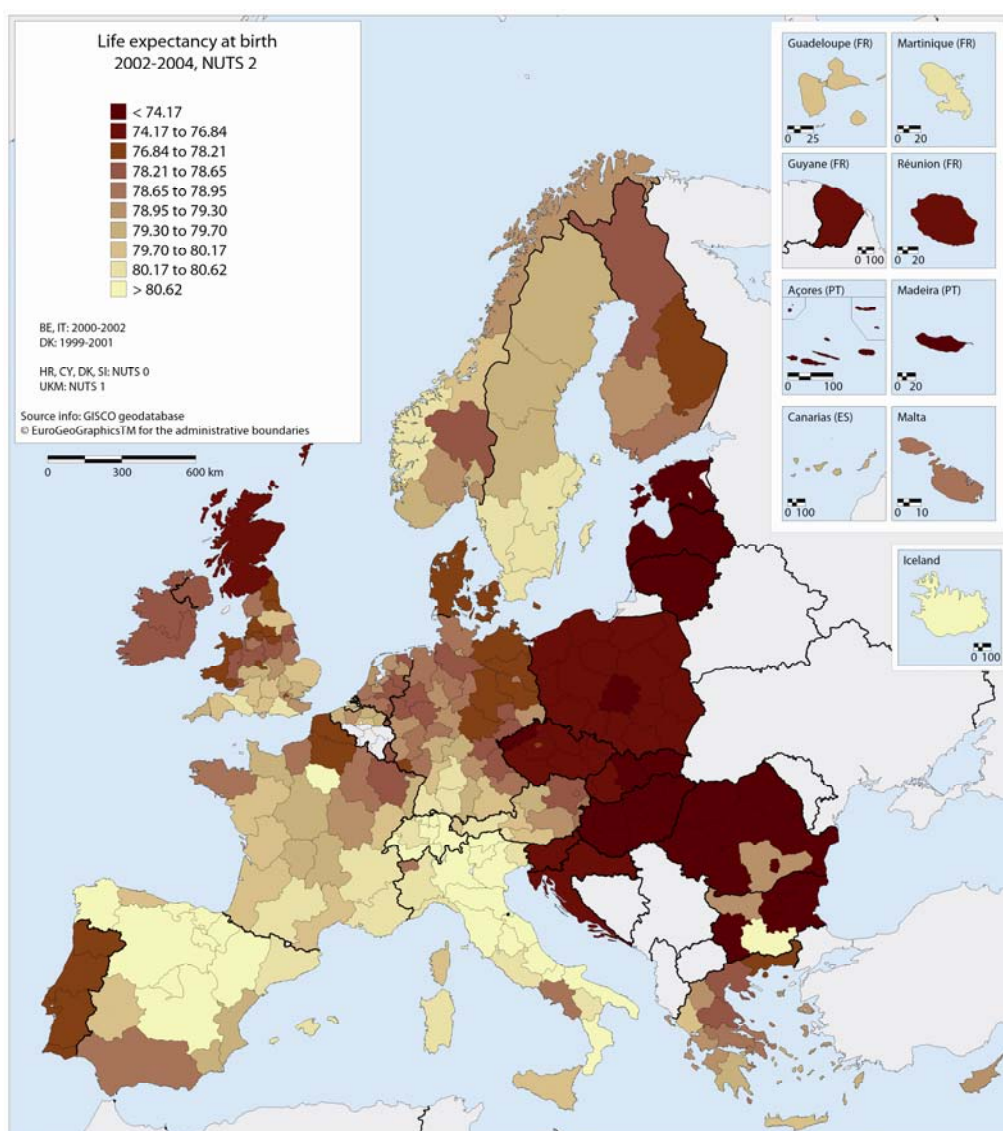 Life expectancy at birth
2002-2004, NUTS 2
< 74.17
74.17 to 76.84
76.84 to 78.21
78.21 to 78.65
78.65 to 78.95
78.95 to 79.30
79.30 to 79.70
79.70 to 80.17
80.17 to 80.62
> 80.62
BE, IT: 2000-2002
DK: 1999-2001
HR, CY, DK, SI: NUTS 0
UKM: NUTS 1
Source info: GISCO geodatabase
© EuroGeoGraphicsTM for the administrative boundaries
0 300 600 km
Guadeloupe (FR)
0 25
Martinique (FR)
0 20
Guyane (FR)
0 100
Réunion (FR)
0 20
Açores (PT)
0 100
Madeira (PT)
0 20
Canarias (ES)
0 100
Malta
0 10
Iceland
0 100